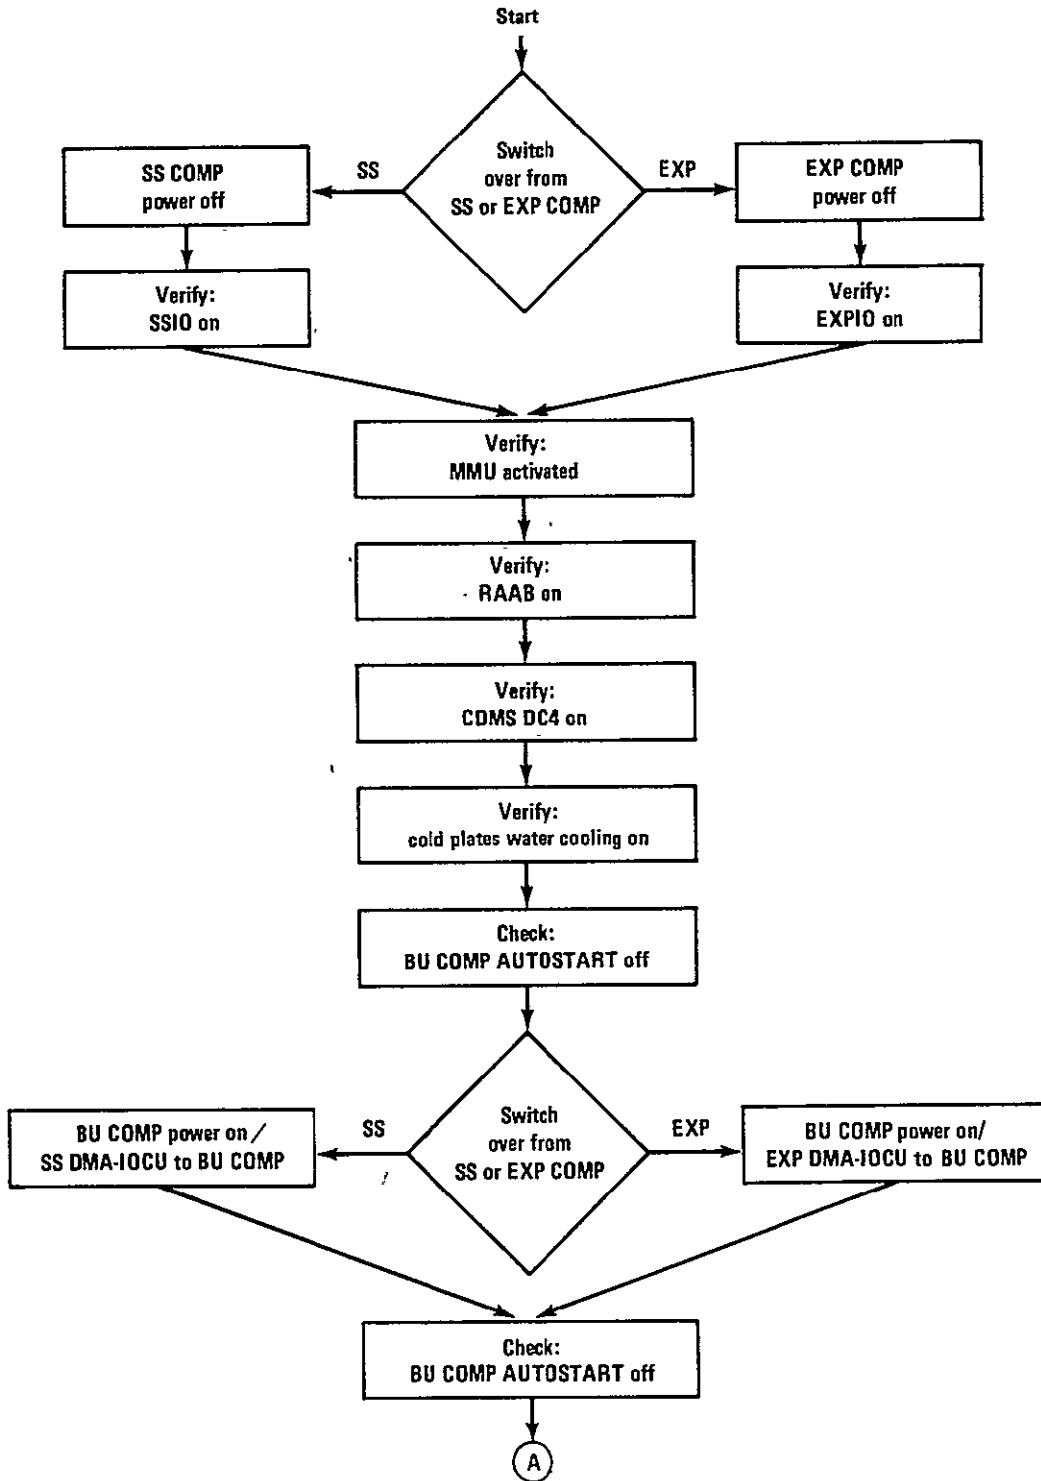 Start
Switch
over from
SS or EXP COMP
SS
EXP
SS COMP
power off
EXP COMP
power off
Verify:
SSIO on
Verify:
EXPIO on
Verify:
MMU activated
Verify:
RAAB on
Verify:
CDMS DC4 on
Verify:
cold plates water cooling on
Check:
BU COMP AUTOSTART off
Switch
over from
SS or EXP COMP
SS
EXP
BU COMP power on /
SS DMA-IOCU to BU COMP
BU COMP power on/
EXP DMA-IOCU to BU COMP
Check:
BU COMP AUTOSTART off
A